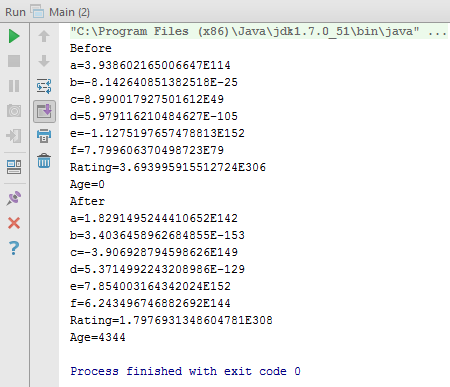 Run Main (2)
"C:\Program Files (x86)\Java\jdk1.7.0_51\bin\java" ...
Before
a=3.938602165006647E114
b=-8.142640851382518E-25
c=8.990017927501612E49
d=5.979116210484627E-105
e=-1.1275197657478813E152
f=7.799606370498723E79
Rating=3.693995915512724E306
Age=0
After
a=1.8291495244410652E142
b=3.4036458962684855E-153
c=-3.906928794598626E149
d=5.3714992243208986E-129
e=7.854003164342024E152
f=6.243496746882692E144
Rating=1.7976931348604781E308
Age=4344
Process finished with exit code 0